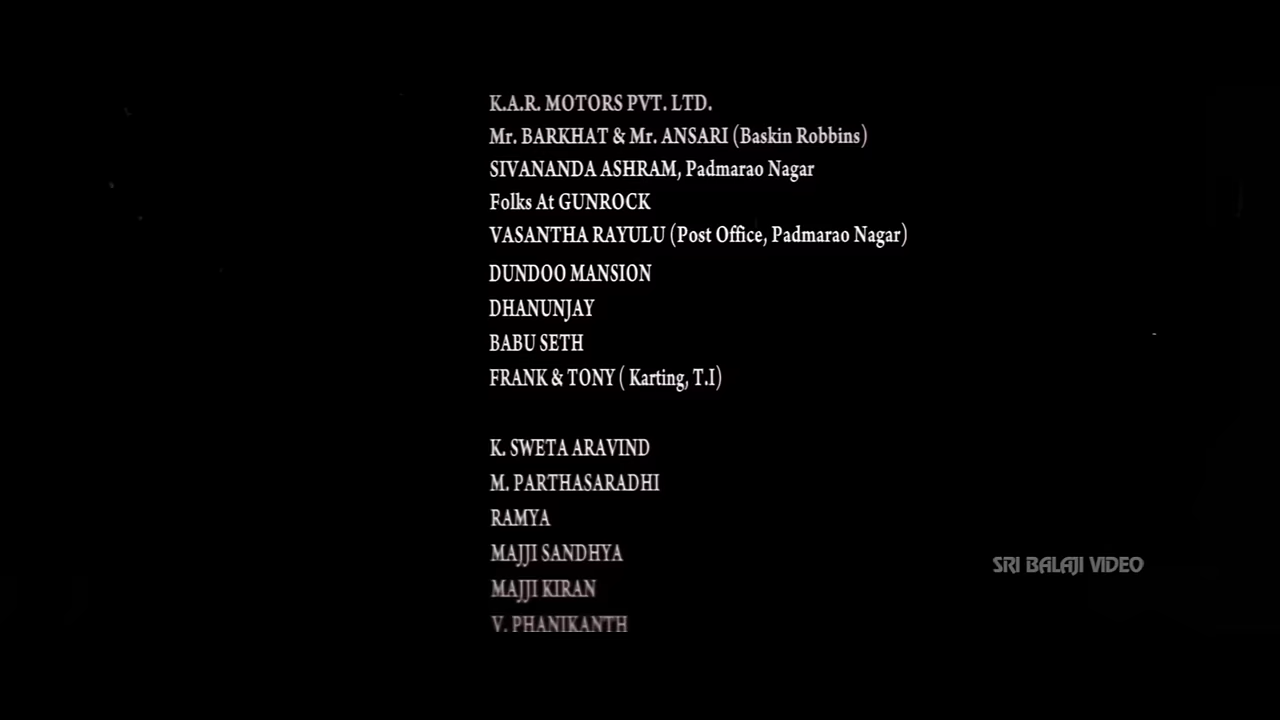 K.A.R. MOTORS PVT. LTD.
Mr. BARKHAT & Mr. ANSARI (Baskin Robbins)
SIVANANDA ASHRAM, Padmarao Nagar
Folks At GUNROCK
VASANTHA RAYULU (Post Office, Padmarao Nagar)
DUNDOO MANSION
DHANUNJAY
BABU SETH
FRANK & TONY ( Karting, T.I)
K. SWETA ARAVIND
M. PARTHASARADHI
RAMYA
MAJJI SANDHYA
SRI BALAJI VIDEO
MAJJI KIRAN
V. PHANIKANTH